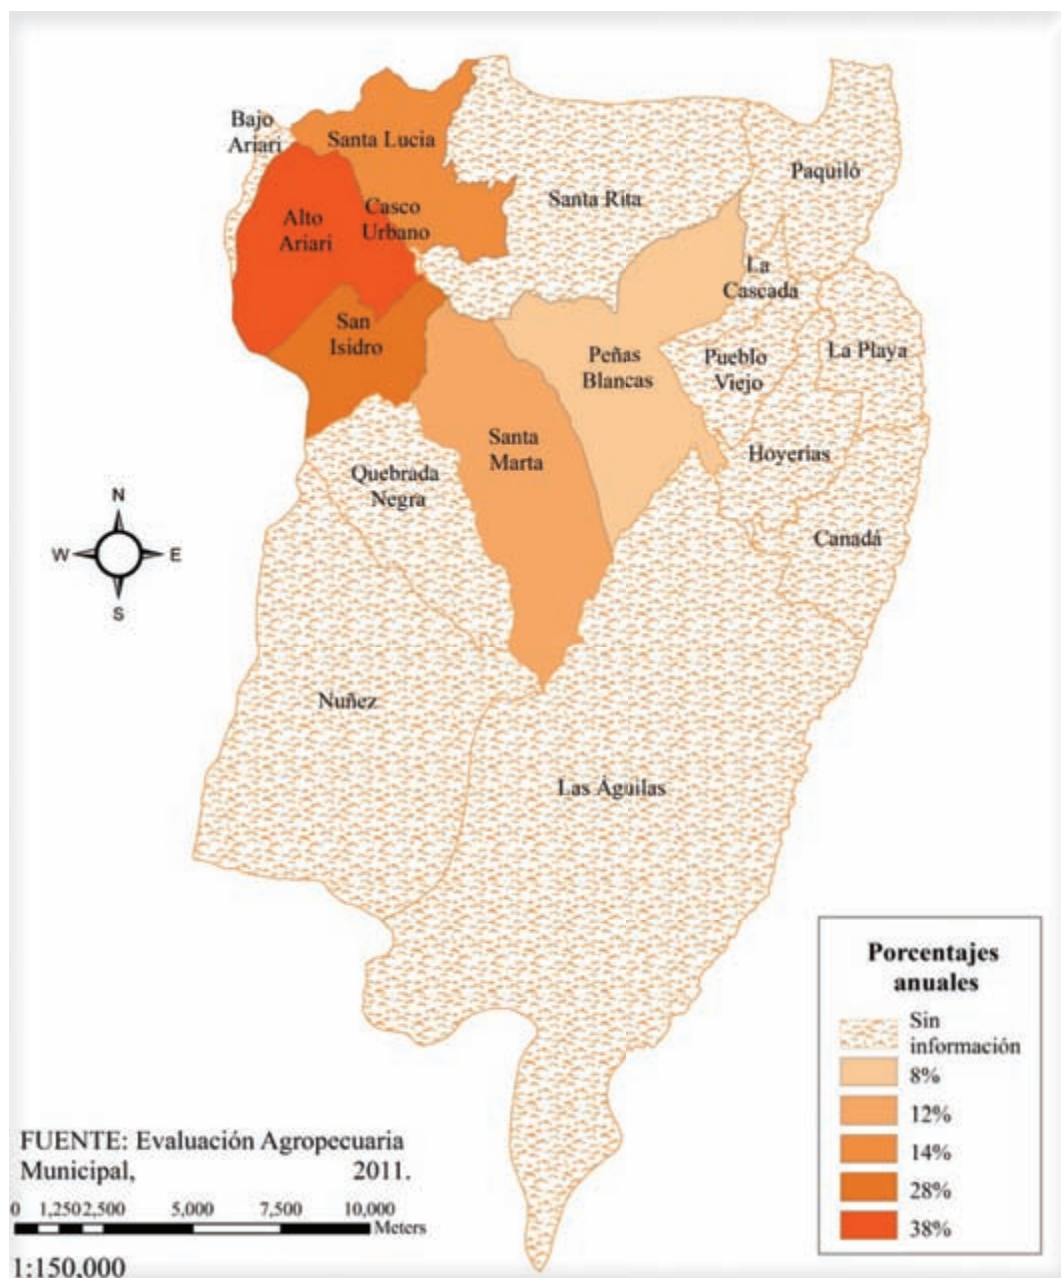 Bajo
Ariari
Santa Lucia
Paquiló
Santa Rita
Alto
Ariari
Casco
Urbano
La
Cascada
San
Isidro
Peñas
Blancas
Pueblo
Viejo
La Playa
Santa
Marta
Hoyerias
Quebrada
Negra
Canadá
N
W E
S
Nuñez
Las Águilas
Porcentajes
anuales
Sin
información
8%
12%
14%
28%
38%
FUENTE: Evaluación Agropecuaria
Municipal, 2011.
0 1,250 2,500 5,000 7,500 10,000
Meters
1:150,000